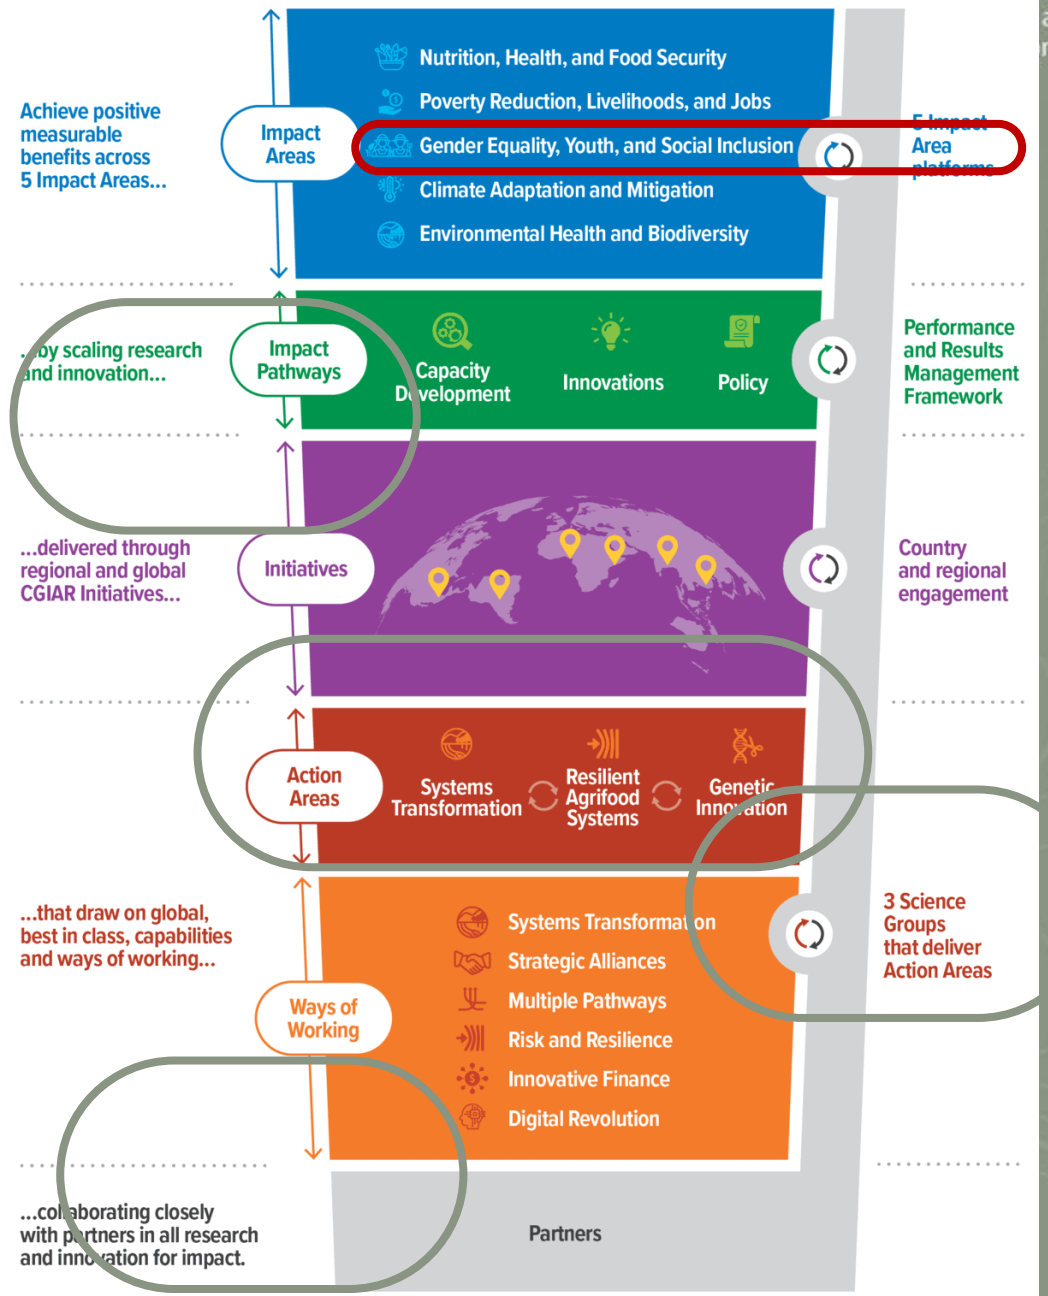 Achieve positive
measurable
benefits across
5 Impact Areas...
Impact
Areas
Nutrition, Health, and Food Security
Poverty Reduction, Livelihoods, and Jobs
Gender Equality, Youth, and Social Inclusion
Climate Adaptation and Mitigation
Environmental Health and Biodiversity
5 Impact
Area
platforms
...by scaling research
and innovation...
Impact
Pathways
Capacity
Development
Innovations
Policy
Performance
and Results
Management
Framework
...delivered through
regional and global
CGIAR Initiatives...
Initiatives
Country
and regional
engagement
Action
Areas
Systems
Transformation
Resilient
Agrifood
Systems
Genetic
Innovation
...that draw on global,
best in class, capabilities
and ways of working...
Ways of
Working
Systems Transformation
Strategic Alliances
Multiple Pathways
Risk and Resilience
Innovative Finance
Digital Revolution
3 Science
Groups
that deliver
Action Areas
...collaborating closely
with partners in all research
and innovation for impact.
Partners